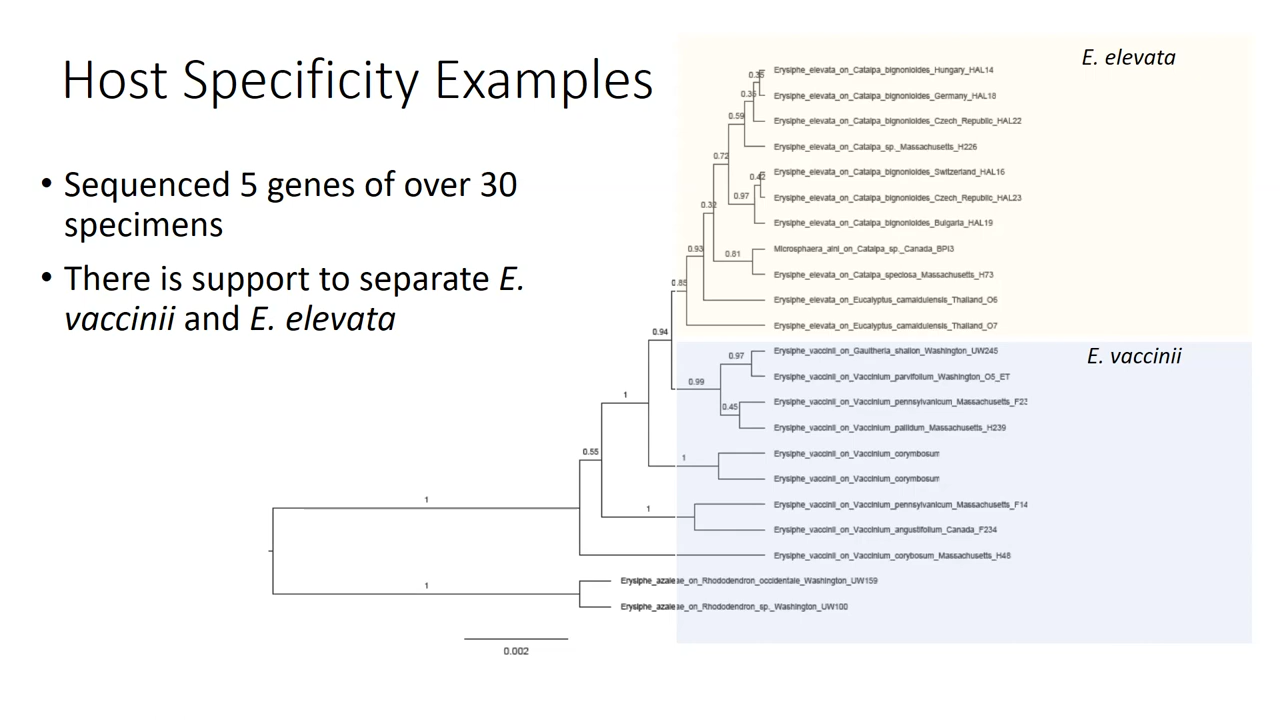 Host Specificity Examples
• Sequenced 5 genes of over 30
specimens
• There is support to separate E.
vaccinii and E. elevata
E. elevata
Erysiphe_elevata_on_Catalpa_bignonioides_Hungary_HAL14
0.35
Erysiphe_elevata_on_Catalpa_bignonioides_Germany_HAL18
0.35
Erysiphe_elevata_on_Catalpa_bignonioides_Czech_Republic_HAL22
0.59
Erysiphe_elevata_on_Catalpa_sp._Massachusetts_H226
0.72
Erysiphe_elevata_on_Catalpa_bignonioides_Switzerland_HAL16
0.42
Erysiphe_elevata_on_Catalpa_bignonioides_Czech_Republic_HAL23
0.97
0.32
Erysiphe_elevata_on_Catalpa_bignonioides_Bulgaria_HAL19
0.93
Microsphaera_alni_on_Catalpa_sp._Canada_BPI3
0.81
Erysiphe_elevata_on_Catalpa_speciosa_Massachusetts_H73
0.85
Erysiphe_elevata_on_Eucalyptus_camaldulensis_Thailand_O6
Erysiphe_elevata_on_Eucalyptus_camaldulensis_Thailand_O7
0.94
E. vaccinii
Erysiphe_vaccinii_on_Gaultheria_shallon_Washington_UW245
0.97
Erysiphe_vaccinii_on_Vaccinium_parvifolium_Washington_O5_ET
0.99
1
Erysiphe_vaccinii_on_Vaccinium_pennsylvanicum_Massachusetts_F23
0.45
Erysiphe_vaccinii_on_Vaccinium_pallidum_Massachusetts_H239
0.55
Erysiphe_vaccinii_on_Vaccinium_corymbosum
1
Erysiphe_vaccinii_on_Vaccinium_corymbosum
1
Erysiphe_vaccinii_on_Vaccinium_pennsylvanicum_Massachusetts_F14
1
Erysiphe_vaccinii_on_Vaccinium_angustifolium_Canada_F234
Erysiphe_vaccinii_on_Vaccinium_corybosum_Massachusetts_H46
Erysiphe_azaleae_on_Rhododendron_occidentale_Washington_UW159
1
Erysiphe_azaleae_on_Rhododendron_sp._Washington_UW100
0.002